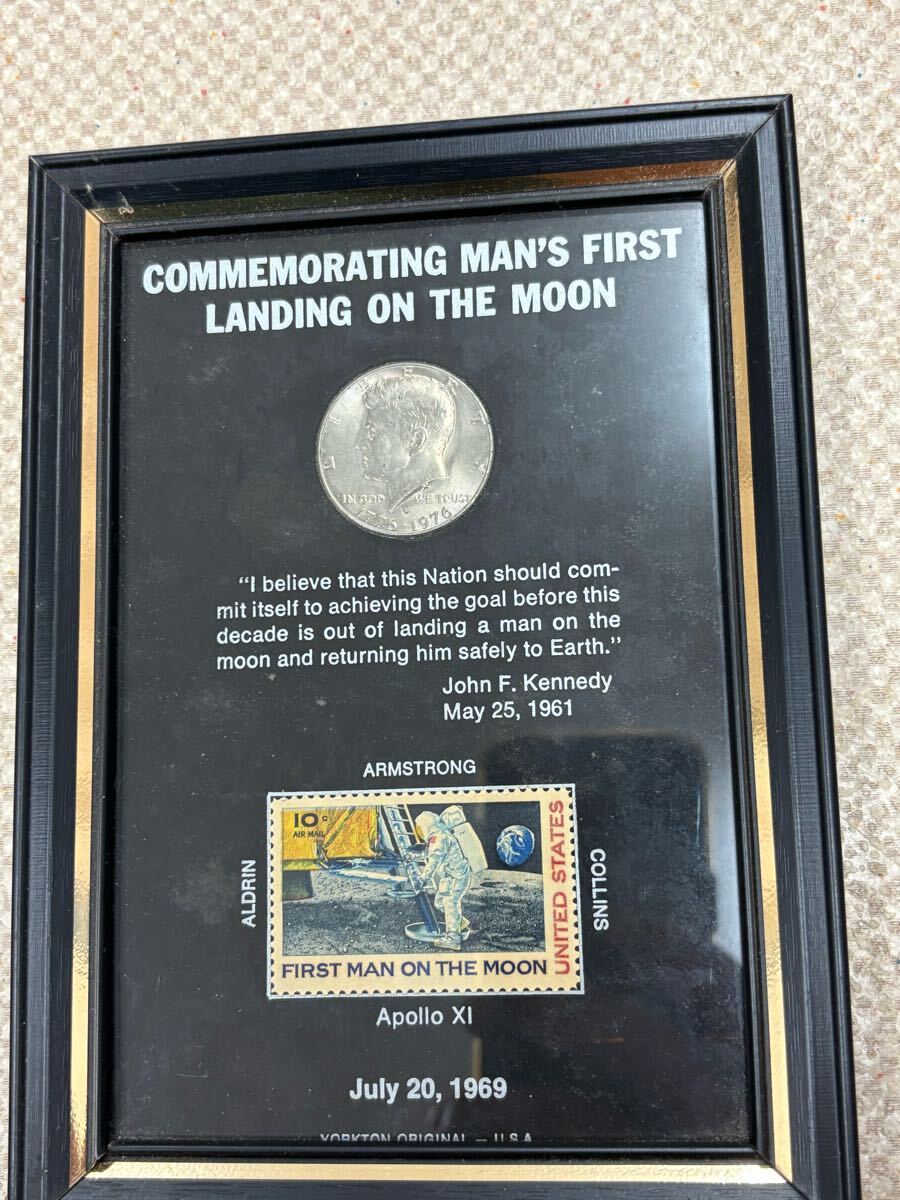 COMMEMORATING MAN'S FIRST
LANDING ON THE MOON
LIBERTY
IN GOD WE TRUST
1776·1976
“I believe that this Nation should com-
mit itself to achieving the goal before this
decade is out of landing a man on the
moon and returning him safely to Earth.”
John F. Kennedy
May 25, 1961
ARMSTRONG
ALDRIN
COLLINS
10c
AIR MAIL
UNITED STATES
FIRST MAN ON THE MOON
Apollo XI
July 20, 1969
YORKTON ORIGINAL — U.S.A.